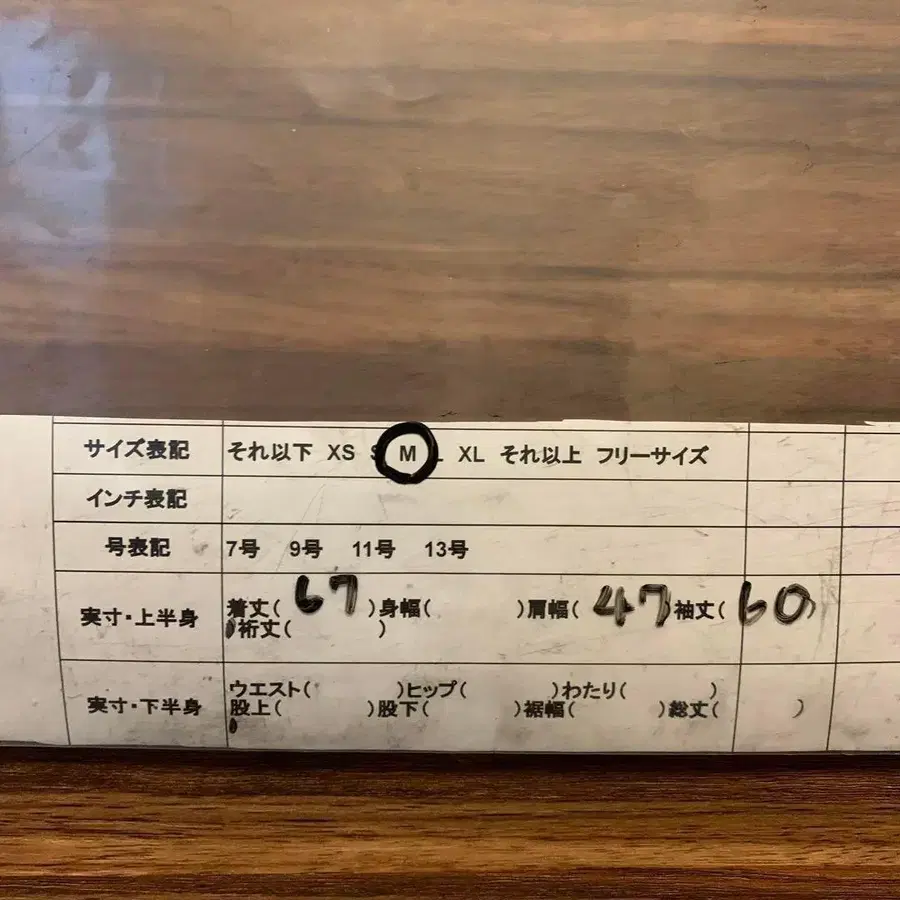 サイズ表記 それ以下 XS S M L XL それ以上 フリーサイズ
インチ表記
号表記 7号 9号 11号 13号
実寸・上半身 着丈( 67 )身幅( )肩幅( 47 )袖丈( 60 )
裄丈( )
実寸・下半身 ウエスト( )ヒップ( )わたり( )
股上( )股下( )裾幅( )総丈( )